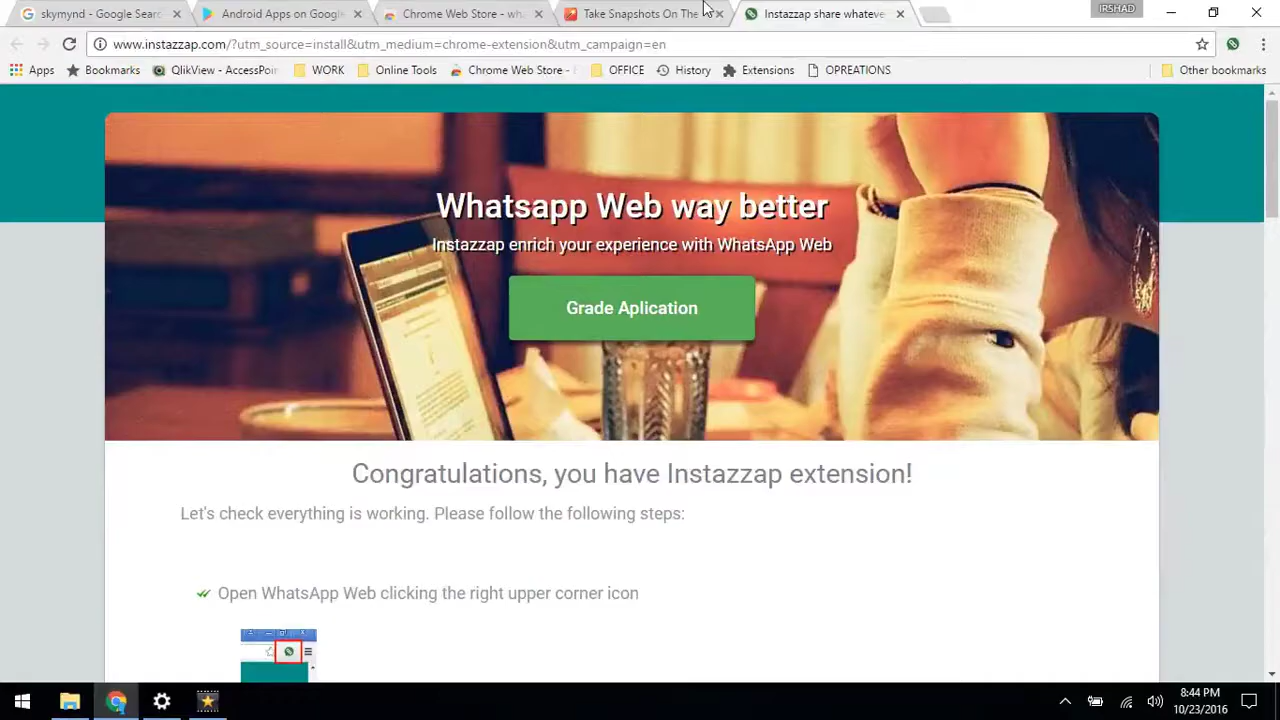 skymynd - Google Sear
Android Apps on Googl
Chrome Web Store - wh
Take Snapshots On The
Instazzap share whateve
IRSHAD
www.instazzap.com/?utm_source=install&utm_medium=chrome-extension&utm_campaign=en
Apps
Bookmarks
QlikView - AccessPoin
WORK
Online Tools
Chrome Web Store - E
OFFICE
History
Extensions
OPREATIONS
Other bookmarks
Whatsapp Web way better
Instazzap enrich your experience with WhatsApp Web
Grade Aplication
Congratulations, you have Instazzap extension!
Let's check everything is working. Please follow the following steps:
Open WhatsApp Web clicking the right upper corner icon
8:44 PM
10/23/2016